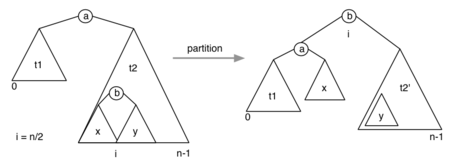 a
t1
t2
0
b
x
y
i = n/2
i
n-1
partition
b
i
a
t1
x
0
t2'
y
n-1